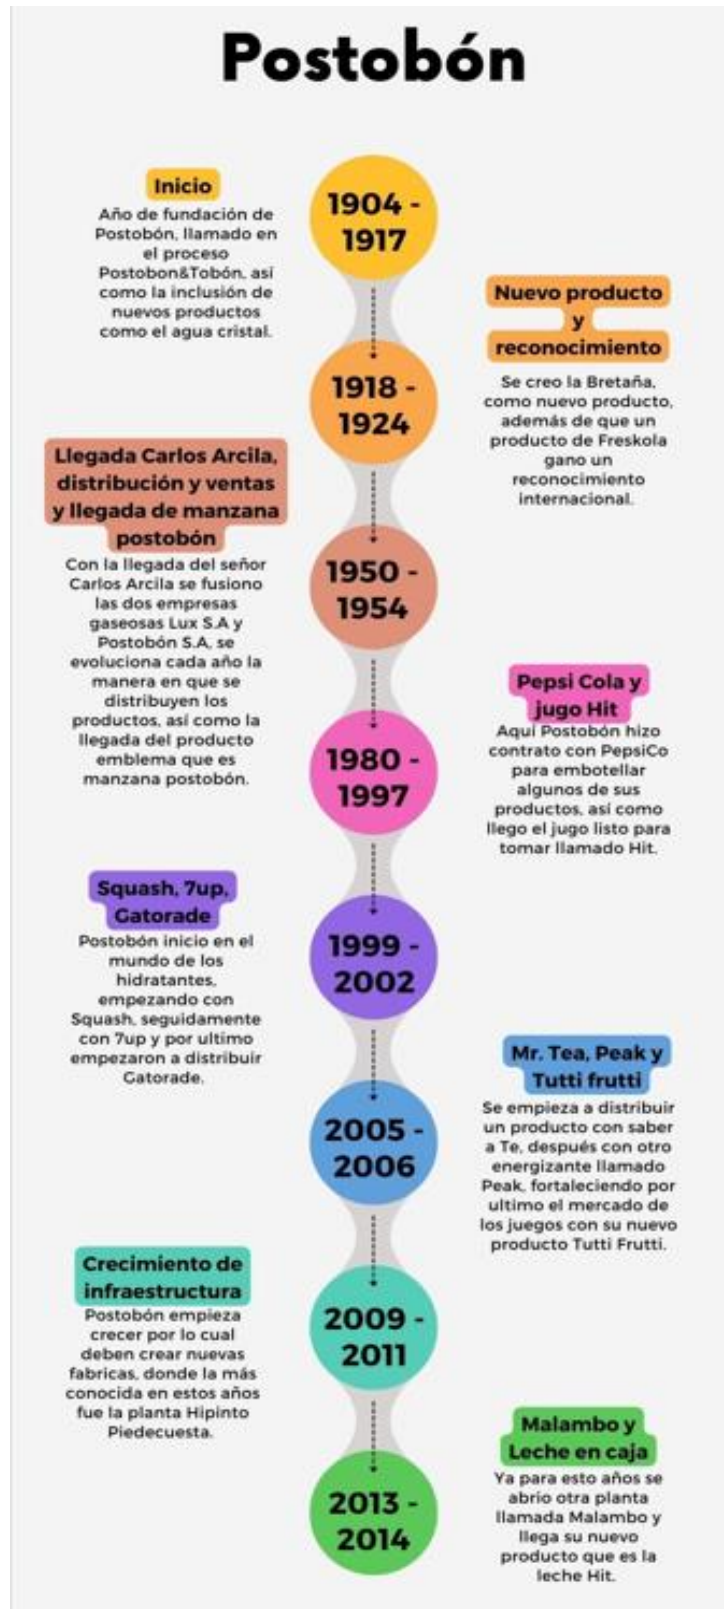 Postobón
1904 -
1917
Inicio
Año de fundación de
Postobón, llamado en
el proceso
Postobon&Tobón, así
como la inclusión de
nuevos productos
como el agua cristal.
1918 -
1924
Nuevo producto
y
reconocimiento
Se creo la Bretaña,
como nuevo producto,
además de que un
producto de Freskola
gano un
reconocimiento
internacional.
1950 -
1954
Llegada Carlos Arcila,
distribución y ventas
y llegada de manzana
postobón
Con la llegada del señor
Carlos Arcila se fusiono
las dos empresas
gaseosas Lux S.A y
Postobón S.A, se
evoluciona cada año la
manera en que se
distribuyen los
productos, así como la
llegada del producto
emblema que es
manzana postobón.
1980 -
1997
Pepsi Cola y
jugo Hit
Aquí Postobón hizo
contrato con PepsiCo
para embotellar
algunos de sus
productos, así como
llego el jugo listo para
tomar llamado Hit.
1999 -
2002
Squash, 7up,
Gatorade
Postobón inicio en el
mundo de los
hidratantes,
empezando con
Squash, seguidamente
con 7up y por ultimo
empezaron a distribuir
Gatorade.
2005 -
2006
Mr. Tea, Peak y
Tutti frutti
Se empieza a distribuir
un producto con saber
a Te, después con otro
energizante llamado
Peak, fortaleciendo por
ultimo el mercado de
los juegos con su nuevo
producto Tutti Frutti.
2009 -
2011
Crecimiento de
infraestructura
Postobón empieza
crecer por lo cual
deben crear nuevas
fabricas, donde la más
conocida en estos años
fue la planta Hipinto
Piedecuesta.
2013 -
2014
Malambo y
Leche en caja
Ya para esto años se
abrio otra planta
llamada Malambo y
llega su nuevo
producto que es la
leche Hit.